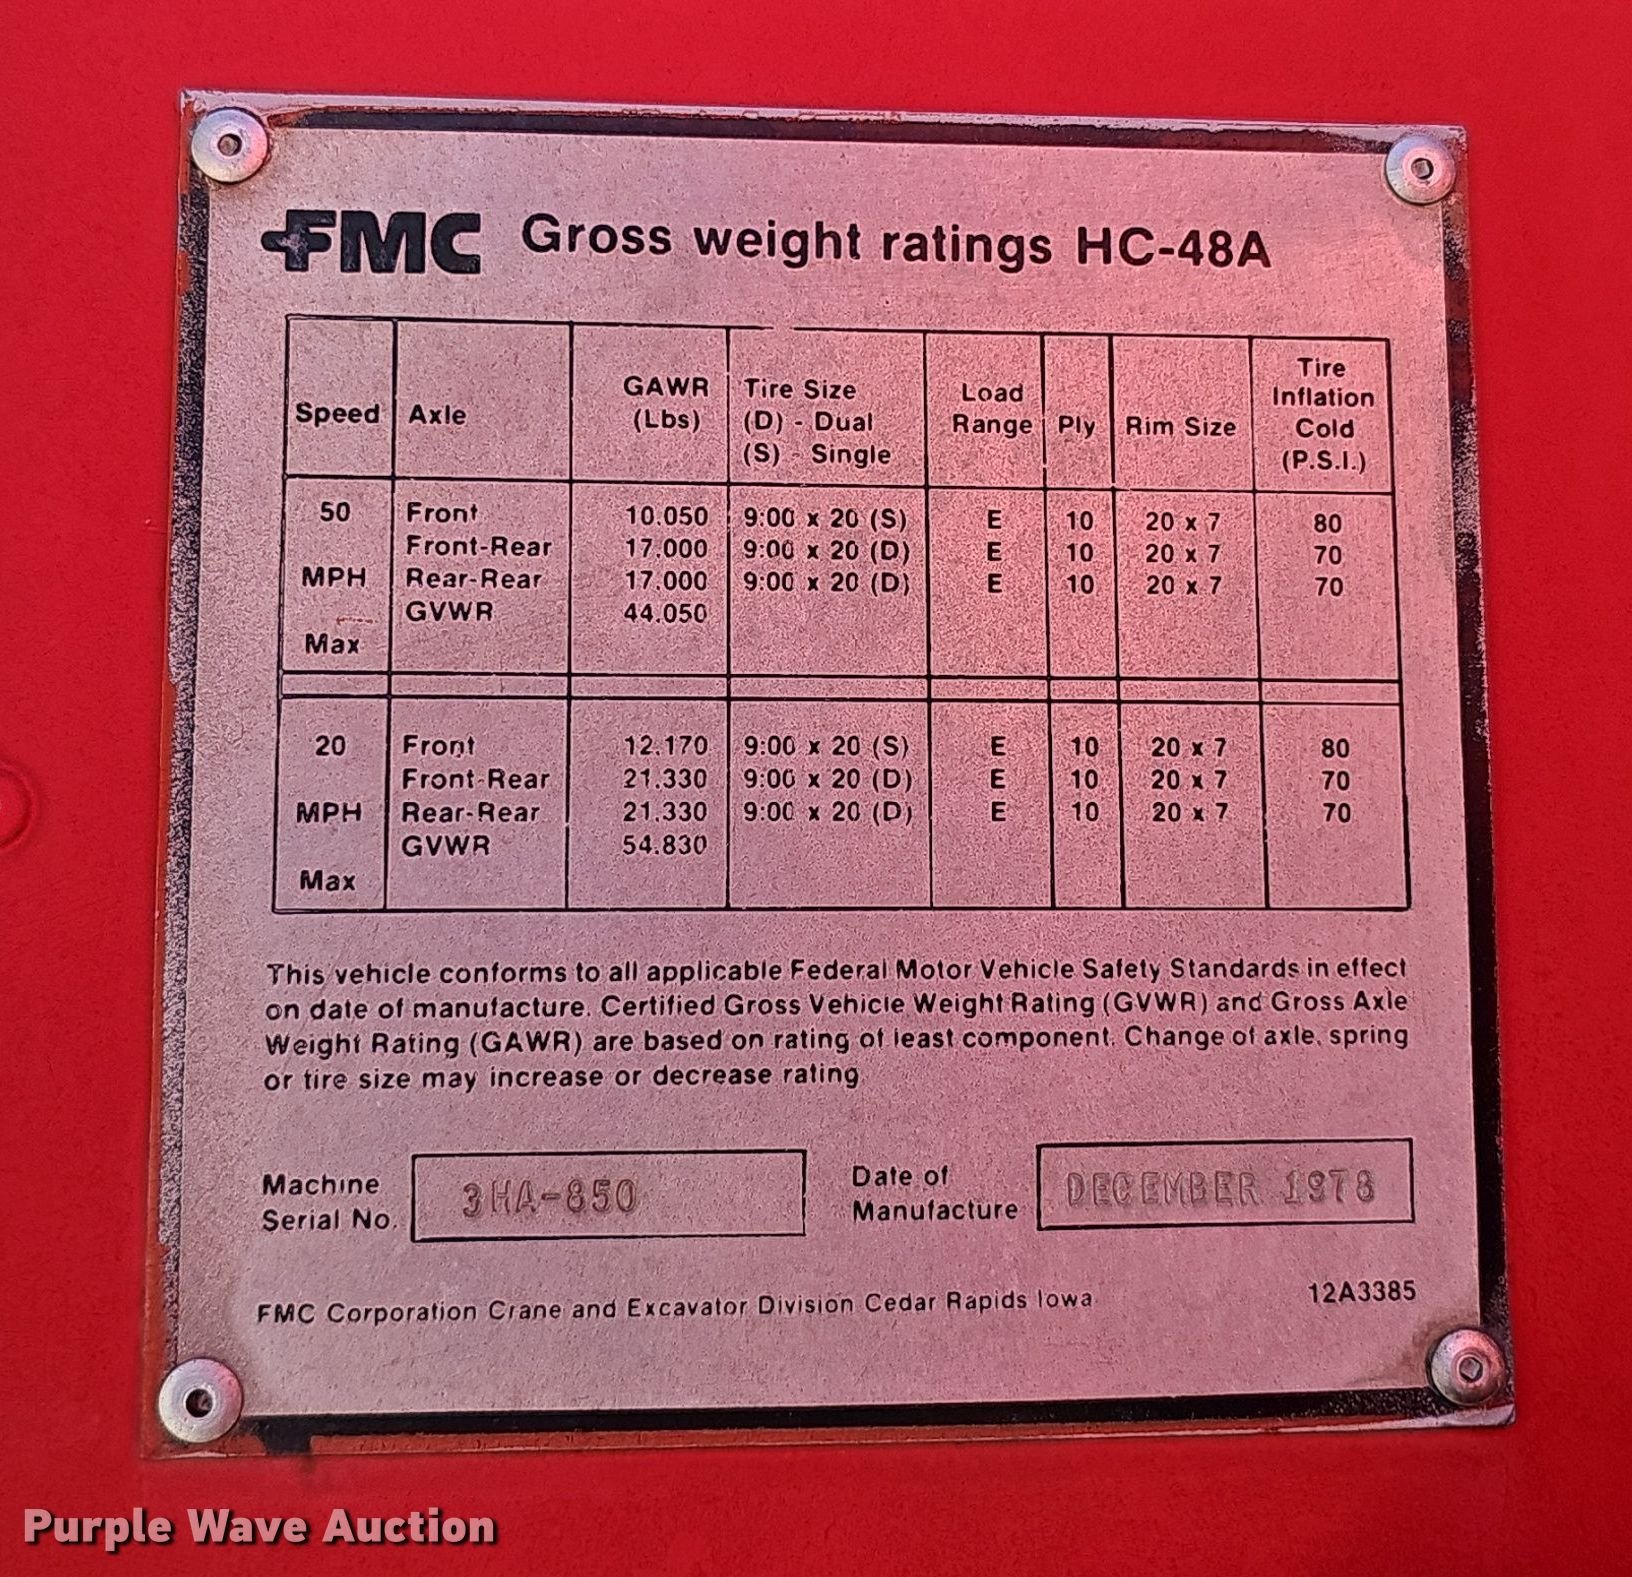 FMC Gross weight ratings HC-48A
Speed Axle GAWR (Lbs) Tire Size (D) - Dual (S) - Single Load Range Ply Rim Size Tire Inflation Cold (P.S.I.)
50 Front 10.050 9:00 x 20 (S) E 10 20 x 7 80
Front-Rear 17.000 9:00 x 20 (D) E 10 20 x 7 70
MPH Rear-Rear 17.000 9:00 x 20 (D) E 10 20 x 7 70
GVWR 44.050
Max
20 Front 12.170 9:00 x 20 (S) E 10 20 x 7 80
Front-Rear 21.330 9:00 x 20 (D) E 10 20 x 7 70
MPH Rear-Rear 21.330 9:00 x 20 (D) E 10 20 x 7 70
GVWR 54.830
Max
This vehicle conforms to all applicable Federal Motor Vehicle Safety Standards in effect
on date of manufacture. Certified Gross Vehicle Weight Rating (GVWR) and Gross Axle
Weight Rating (GAWR) are based on rating of least component. Change of axle, spring
or tire size may increase or decrease rating
Machine Serial No. 3HA-850 Date of Manufacture DECEMBER 1978
FMC Corporation Crane and Excavator Division Cedar Rapids Iowa 12A3385
Purple Wave Auction